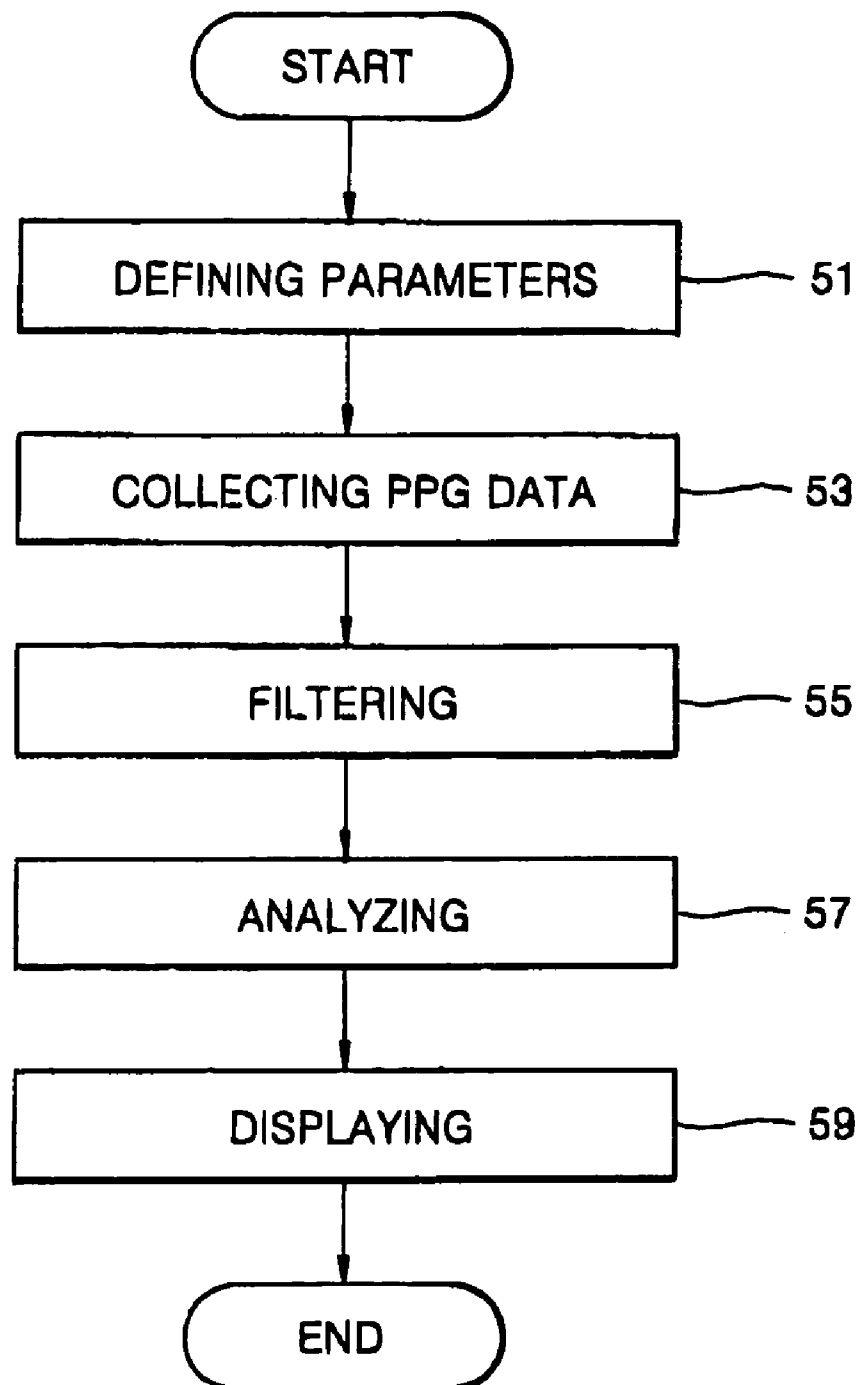 START
DEFINING PARAMETERS 51
COLLECTING PPG DATA 53
FILTERING 55
ANALYZING 57
DISPLAYING 59
END